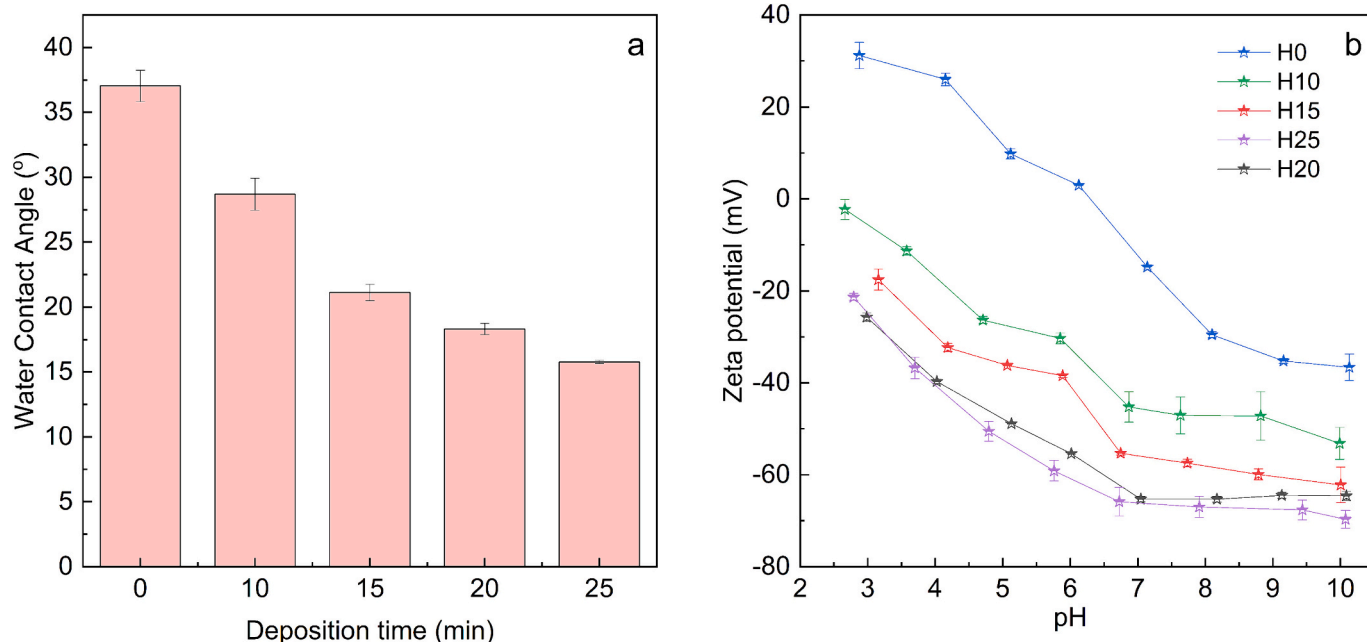 a
40
35
30
25
20
15
10
5
0
Water Contact Angle (º)
0 10 15 20 25
Deposition time (min)
b
40
20
0
-20
-40
-60
-80
Zeta potential (mV)
H0
H10
H15
H25
H20
2 3 4 5 6 7 8 9 10
pH